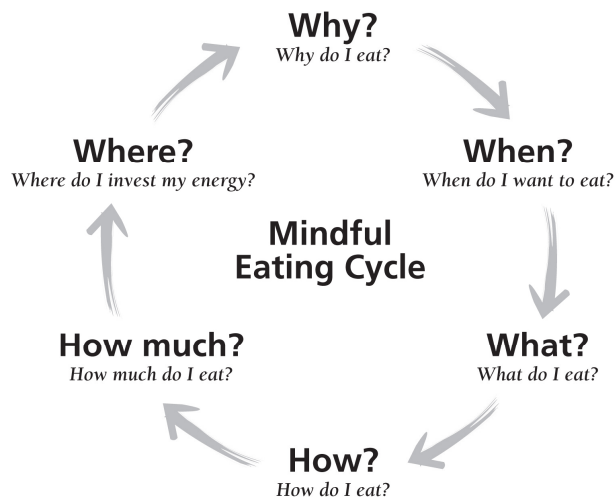 Why?
Why do I eat?
When?
When do I want to eat?
What?
What do I eat?
How?
How do I eat?
How much?
How much do I eat?
Where?
Where do I invest my energy?
Mindful
Eating Cycle